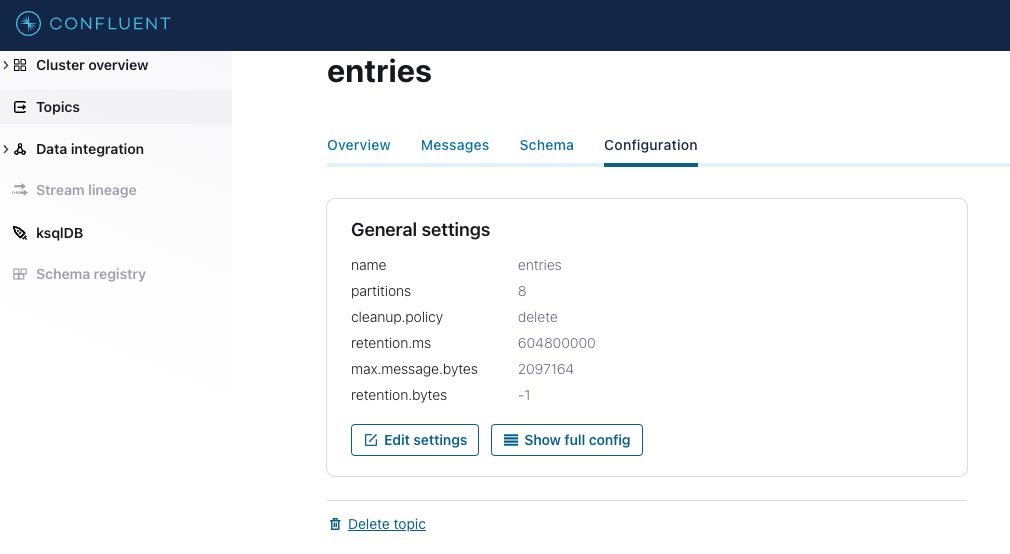 CONFLUENT
Cluster overview
Topics
Data integration
Stream lineage
ksqlDB
Schema registry
entries
Overview Messages Schema Configuration
General settings
name entries
partitions 8
cleanup.policy delete
retention.ms 604800000
max.message.bytes 2097164
retention.bytes -1
Edit settings Show full config
Delete topic